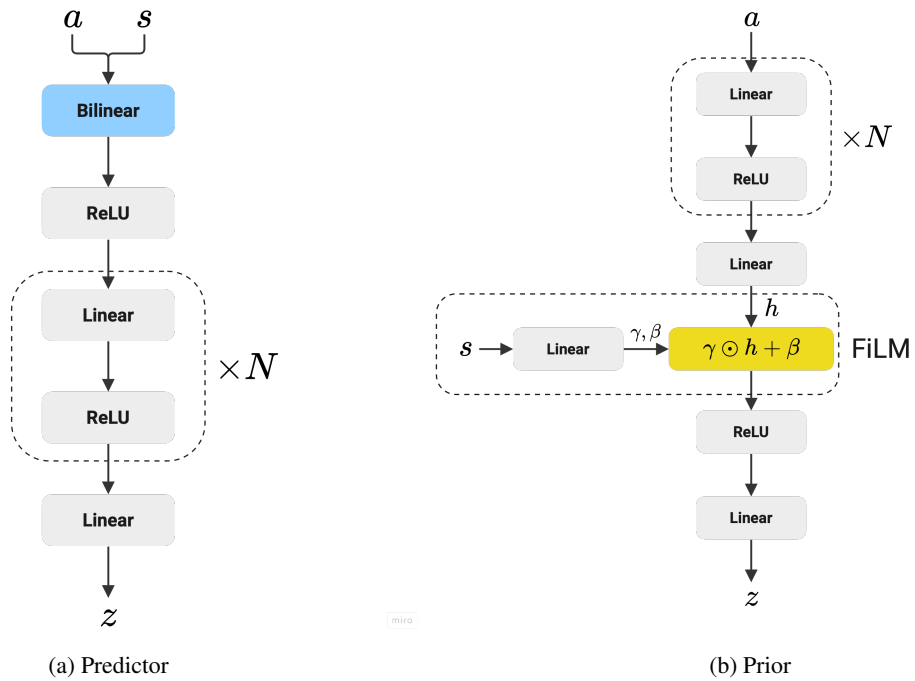 a s
Bilinear
ReLU
Linear
ReLU
×N
Linear
z
(a) Predictor
a
Linear
ReLU
×N
Linear
h
s
Linear
γ, β
γ ⊙ h + β
FiLM
ReLU
Linear
z
(b) Prior
miro